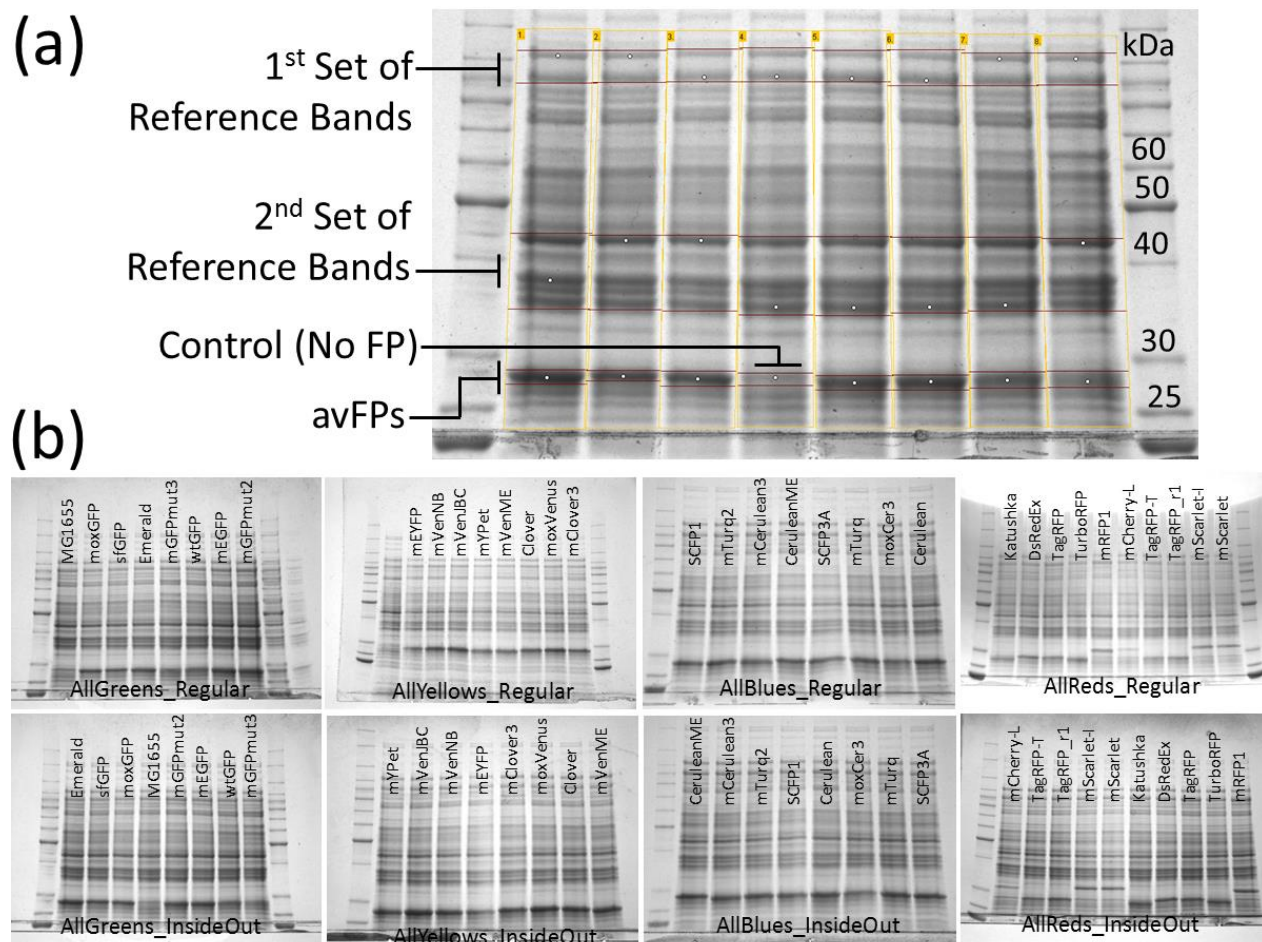 (a)
1st Set of
Reference Bands
2nd Set of
Reference Bands
Control (No FP)
avFPs
1. 2. 3. 4. 5. 6. 7. 8.
kDa
60
50
40
30
25
(b)
MG1655
moxGFP
sfGFP
Emerald
mGFPmut3
wtGFP
mEGFP
mGFPmut2
AllGreens_Regular
mEYFP
mVenNB
mVenJBC
mYPet
mVenME
Clover
moxVenus
mClover3
AllYellows_Regular
SCFP1
mTurq2
mCerulean3
CeruleanME
SCFP3A
mTurq
moxCer3
Cerulean
AllBlues_Regular
Katushka
DsRedEx
TagRFP
TurboRFP
mRFP1
mCherry-L
TagRFP-T
TagRFP_r1
mScarlet-I
mScarlet
AllReds_Regular
Emerald
sfGFP
moxGFP
MG1655
mGFPmut2
mEGFP
wtGFP
mGFPmut3
AllGreens_InsideOut
mYPet
mVenJBC
mVenNB
mEYFP
mClover3
moxVenus
Clover
mVenME
AllYellows_InsideOut
CeruleanME
mCerulean3
mTurq2
SCFP1
Cerulean
moxCer3
mTurq
SCFP3A
AllBlues_InsideOut
mCherry-L
TagRFP-T
TagRFP_r1
mScarlet-I
mScarlet
Katushka
DsRedEx
TagRFP
TurboRFP
mRFP1
AllReds_InsideOut